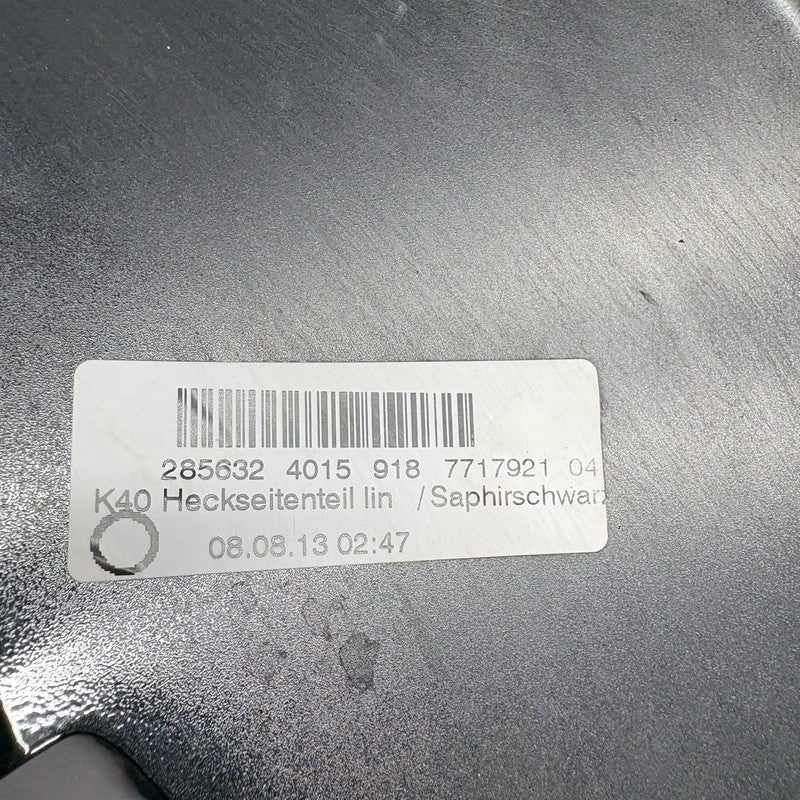 285632 4015 918 7717921 04
K40 Heckseitenteil lin /Saphirschwarz
08.08.13 02:47